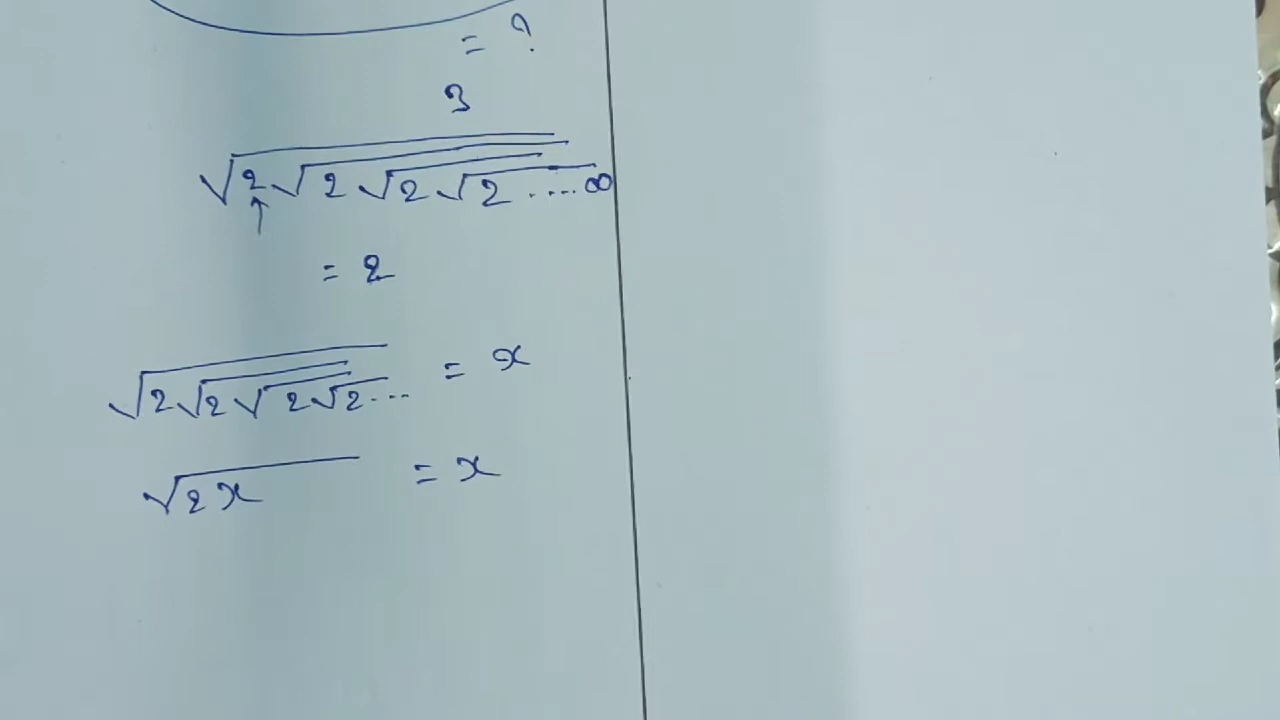 = ?
3
√2√2√2√2.....∞
= 2
√2√2√2√2... = x
√2x = x